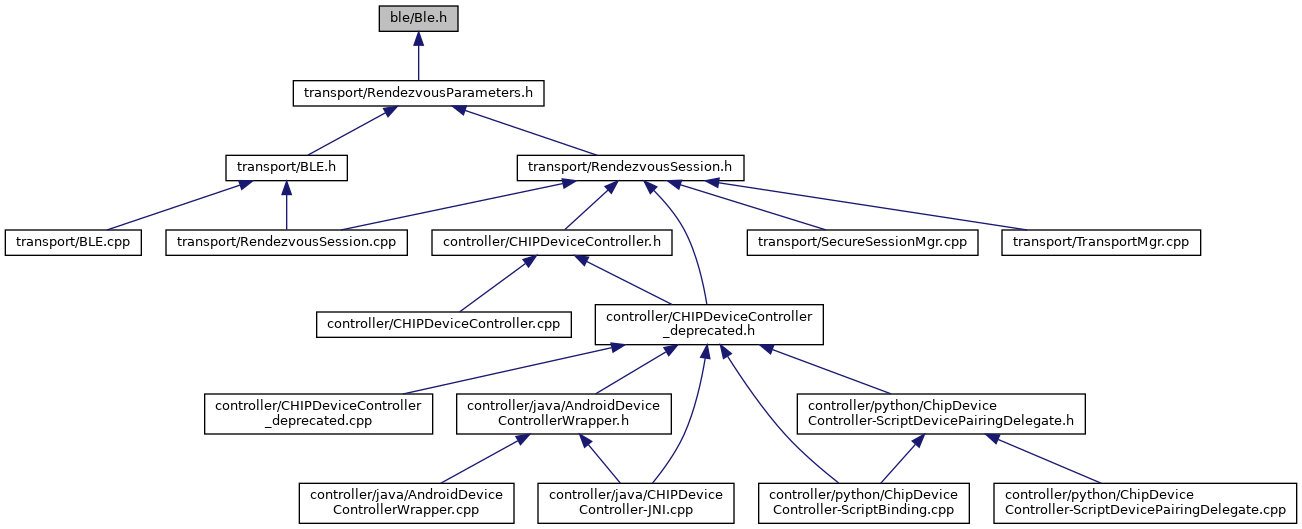 ble/Ble.h
transport/RendezvousParameters.h
transport/BLE.h
transport/RendezvousSession.h
transport/BLE.cpp
transport/RendezvousSession.cpp
controller/CHIPDeviceController.h
transport/SecureSessionMgr.cpp
transport/TransportMgr.cpp
controller/CHIPDeviceController.cpp
controller/CHIPDeviceController
_deprecated.h
controller/CHIPDeviceController
_deprecated.cpp
controller/java/AndroidDevice
ControllerWrapper.h
controller/python/ChipDevice
Controller-ScriptDevicePairingDelegate.h
controller/java/AndroidDevice
ControllerWrapper.cpp
controller/java/CHIPDevice
Controller-JNI.cpp
controller/python/ChipDevice
Controller-ScriptBinding.cpp
controller/python/ChipDevice
Controller-ScriptDevicePairingDelegate.cpp